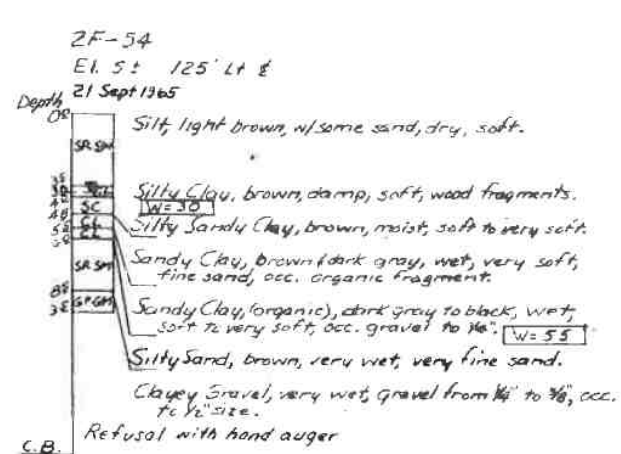 2F-54
El. 5± 125' Lt ¢
21 Sept 1965
Depth
Silt, light brown, w/some sand, dry, soft.
SR SM
Silty Clay, brown, damp, soft, wood fragments.
SC
W=30
Silty Sandy Clay, brown, moist, soft to very soft.
CL
Sandy Clay, brown & dark gray, wet, very soft,
fine sand, occ. organic fragment.
SR SM
Sandy Clay, (organic), dark gray to black, wet,
soft to very soft, occ. gravel to
W=55
GP GM
Silty Sand, brown, very wet, very fine sand.
Clayey Gravel, very wet, Gravel from ¼" to ⅜", occ.
to ½" size.
Refusal with hand auger
C.B.